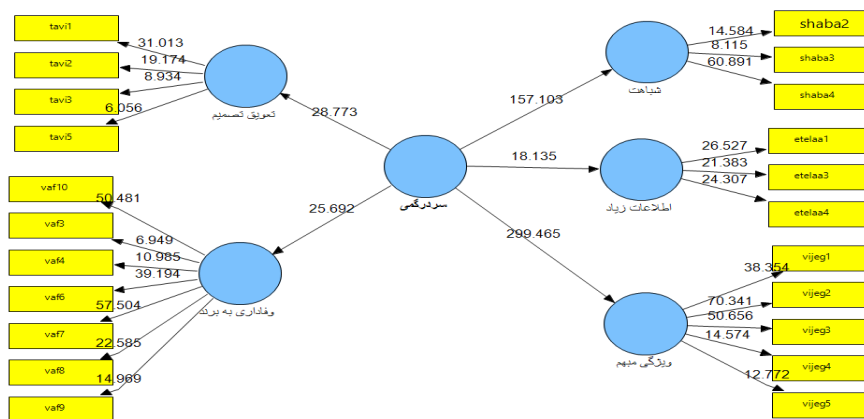 tavi1
31.013
tavi2
19.174
tavi3
8.934
tavi5
6.056
تعویق تصمیم
28.773
vaf10
50.481
vaf3
6.949
vaf4
10.985
vaf6
39.194
vaf7
57.504
vaf8
22.585
vaf9
14.969
وفاداری به برند
25.692
سردرگمی
157.103
18.135
299.465
شباهت
14.584
shaba2
8.115
shaba3
60.891
shaba4
اطلاعات زیاد
26.527
etelaa1
21.383
etelaa3
24.307
etelaa4
ویژگی مبهم
38.354
vijeg1
70.341
vijeg2
50.656
vijeg3
14.574
vijeg4
12.772
vijeg5